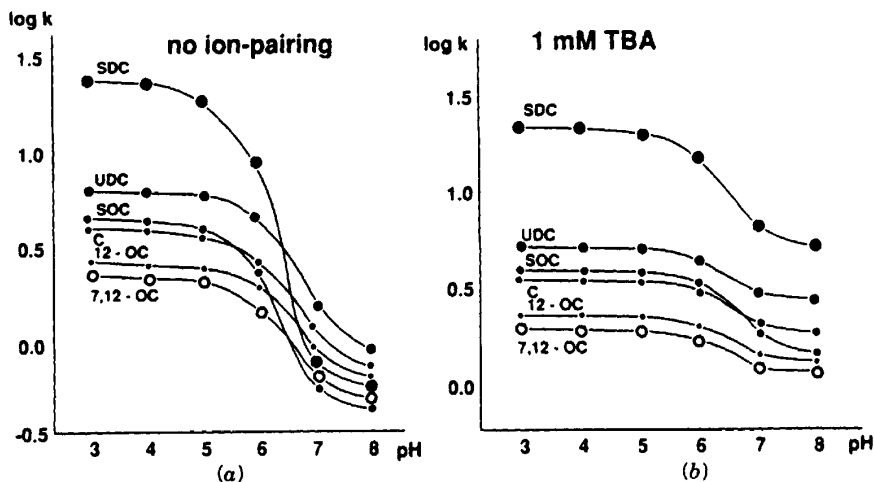 log k
no ion-pairing
1.5
1.0
0.5
0.0
-0.5
SDC
UDC
SOC
C
12 - OC
7,12 - OC
3 4 5 6 7 8 pH
(a)
log k
1 mM TBA
1.5
1.0
0.5
0.0
SDC
UDC
SOC
C
12 - OC
7,12 - OC
3 4 5 6 7 8 pH
(b)